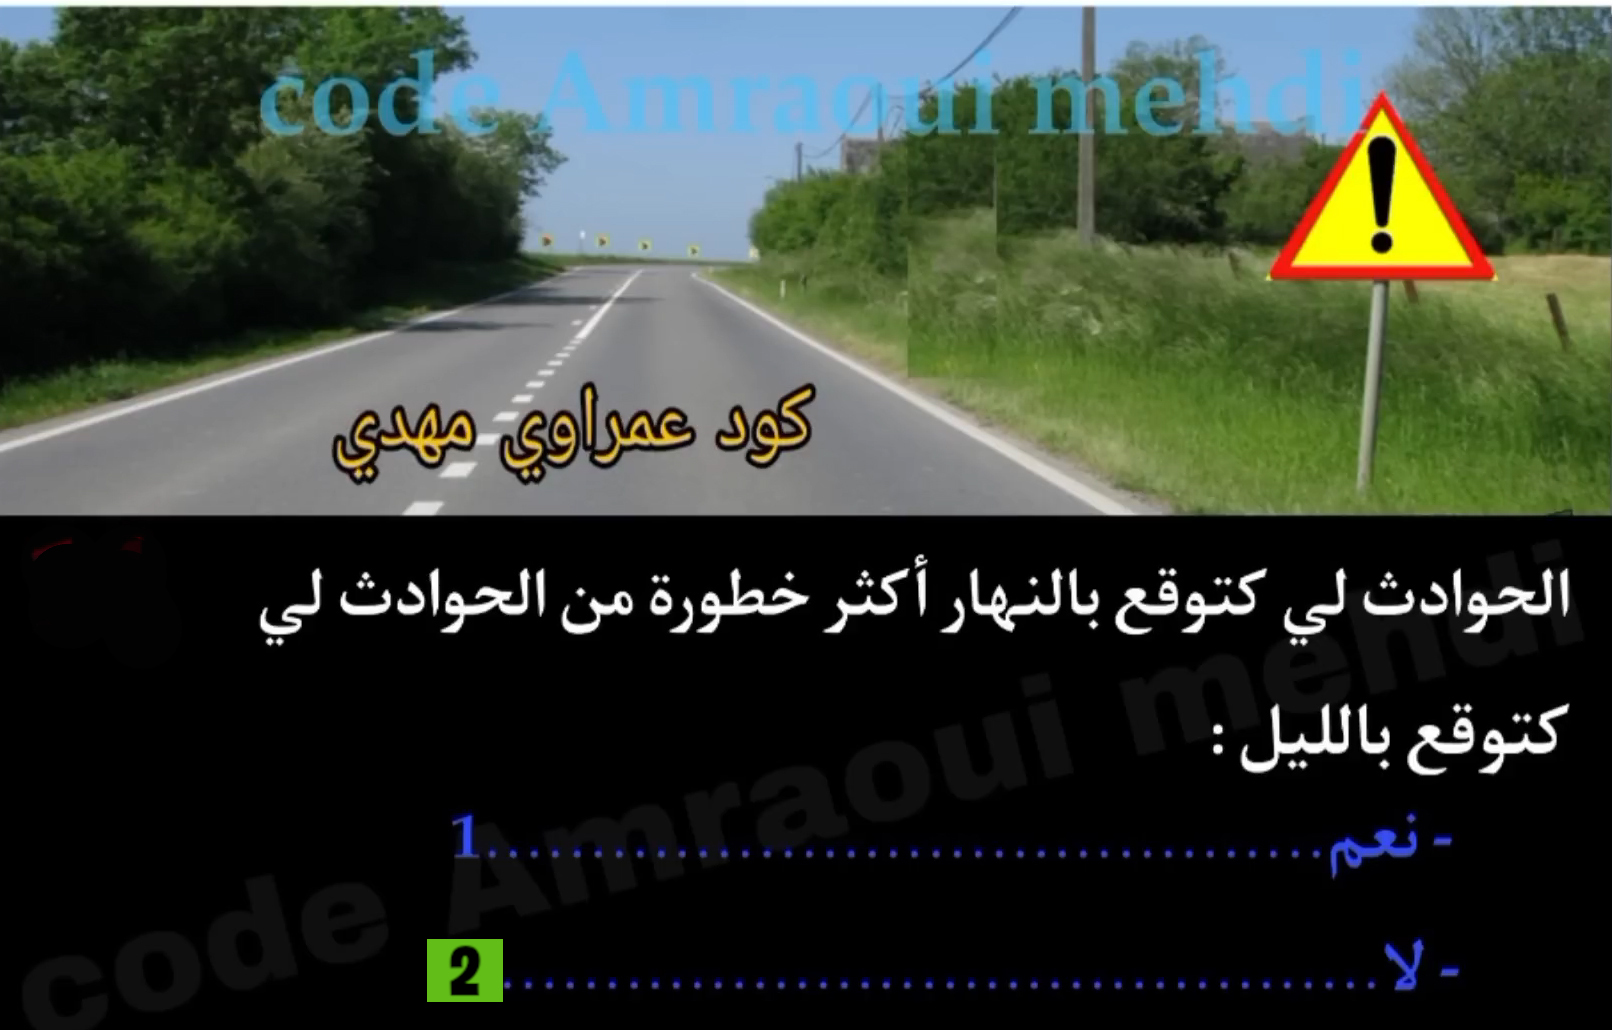 code Amraoui mehdi
كود عمراوي مهدي
الحوادث لي كتوقع بالنهار أكثر خطورة من الحوادث لي
كتوقع بالليل :
- نعم......................................1
- لا........................................2
code Amraoui mehdi